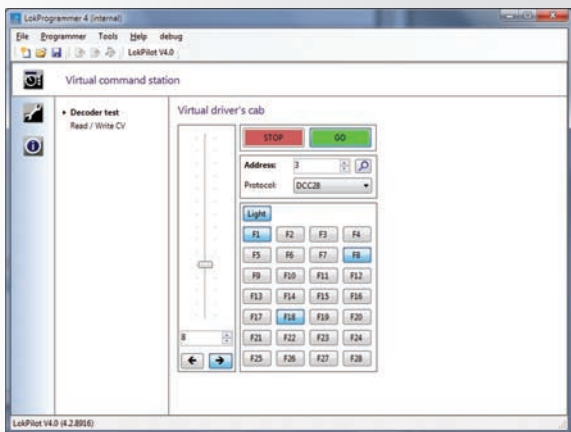 LokProgrammer 4 (internal)
File Programmer Tools Help debug
LokPilot V4.0
Virtual command station
Decoder test
Read / Write CV
Virtual driver's cab
STOP GO
Address: 3
Protocol: DCC28
Light
F1 F2 F3 F4
F5 F6 F7 F8
F9 F10 F11 F12
F13 F14 F15 F16
F17 F18 F19 F20
8 F21 F22 F23 F24
F25 F26 F27 F28
LokPilot V4.0 (4.2.8916)